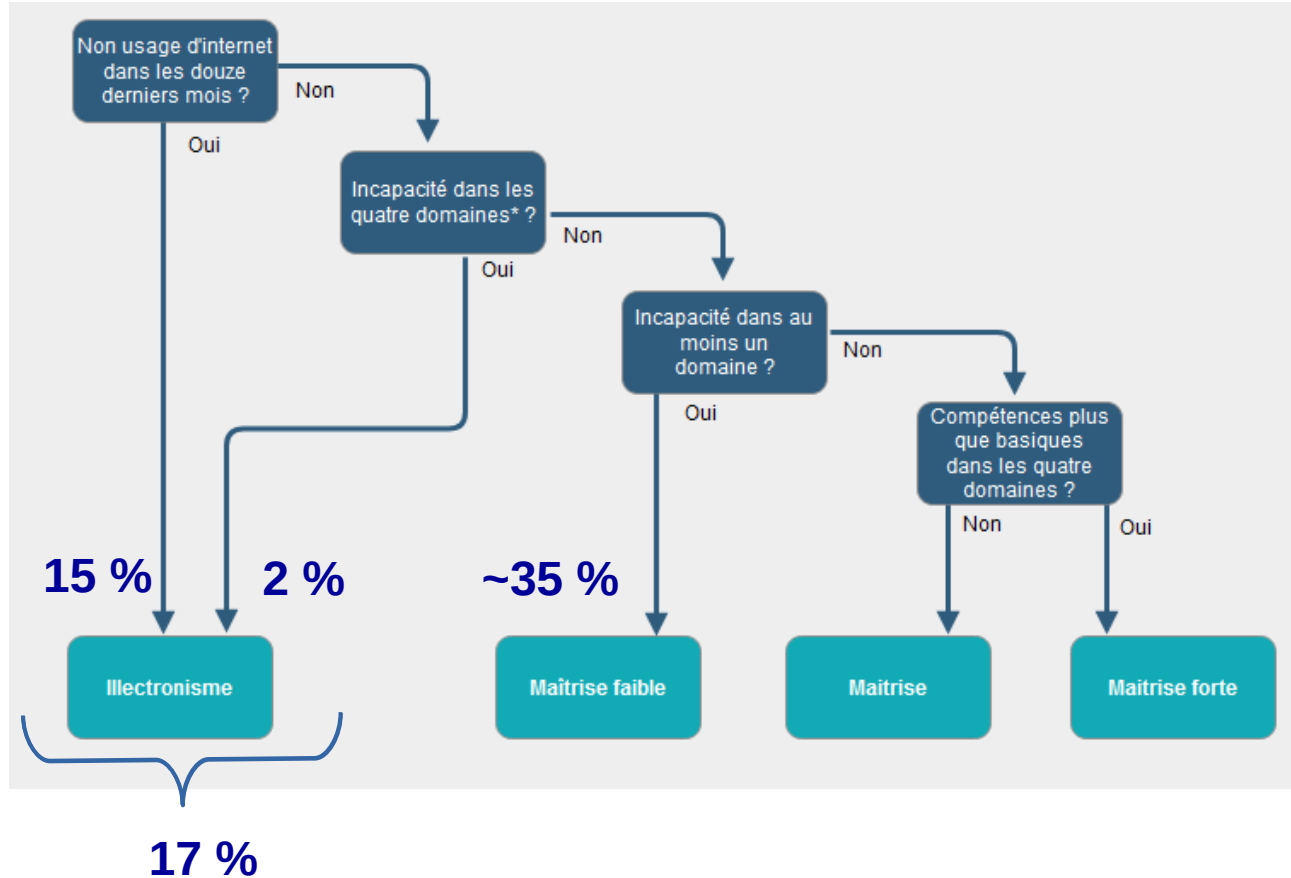 Non usage d'internet
dans les douze
derniers mois ?
Non
Oui
Incapacité dans les
quatre domaines* ?
Non
Oui
Incapacité dans au
moins un
domaine ?
Non
Oui
Compétences plus
que basiques
dans les quatre
domaines ?
Non
Oui
15 %
2 %
~35 %
Illectronisme
Maîtrise faible
Maitrise
Maitrise forte
17 %